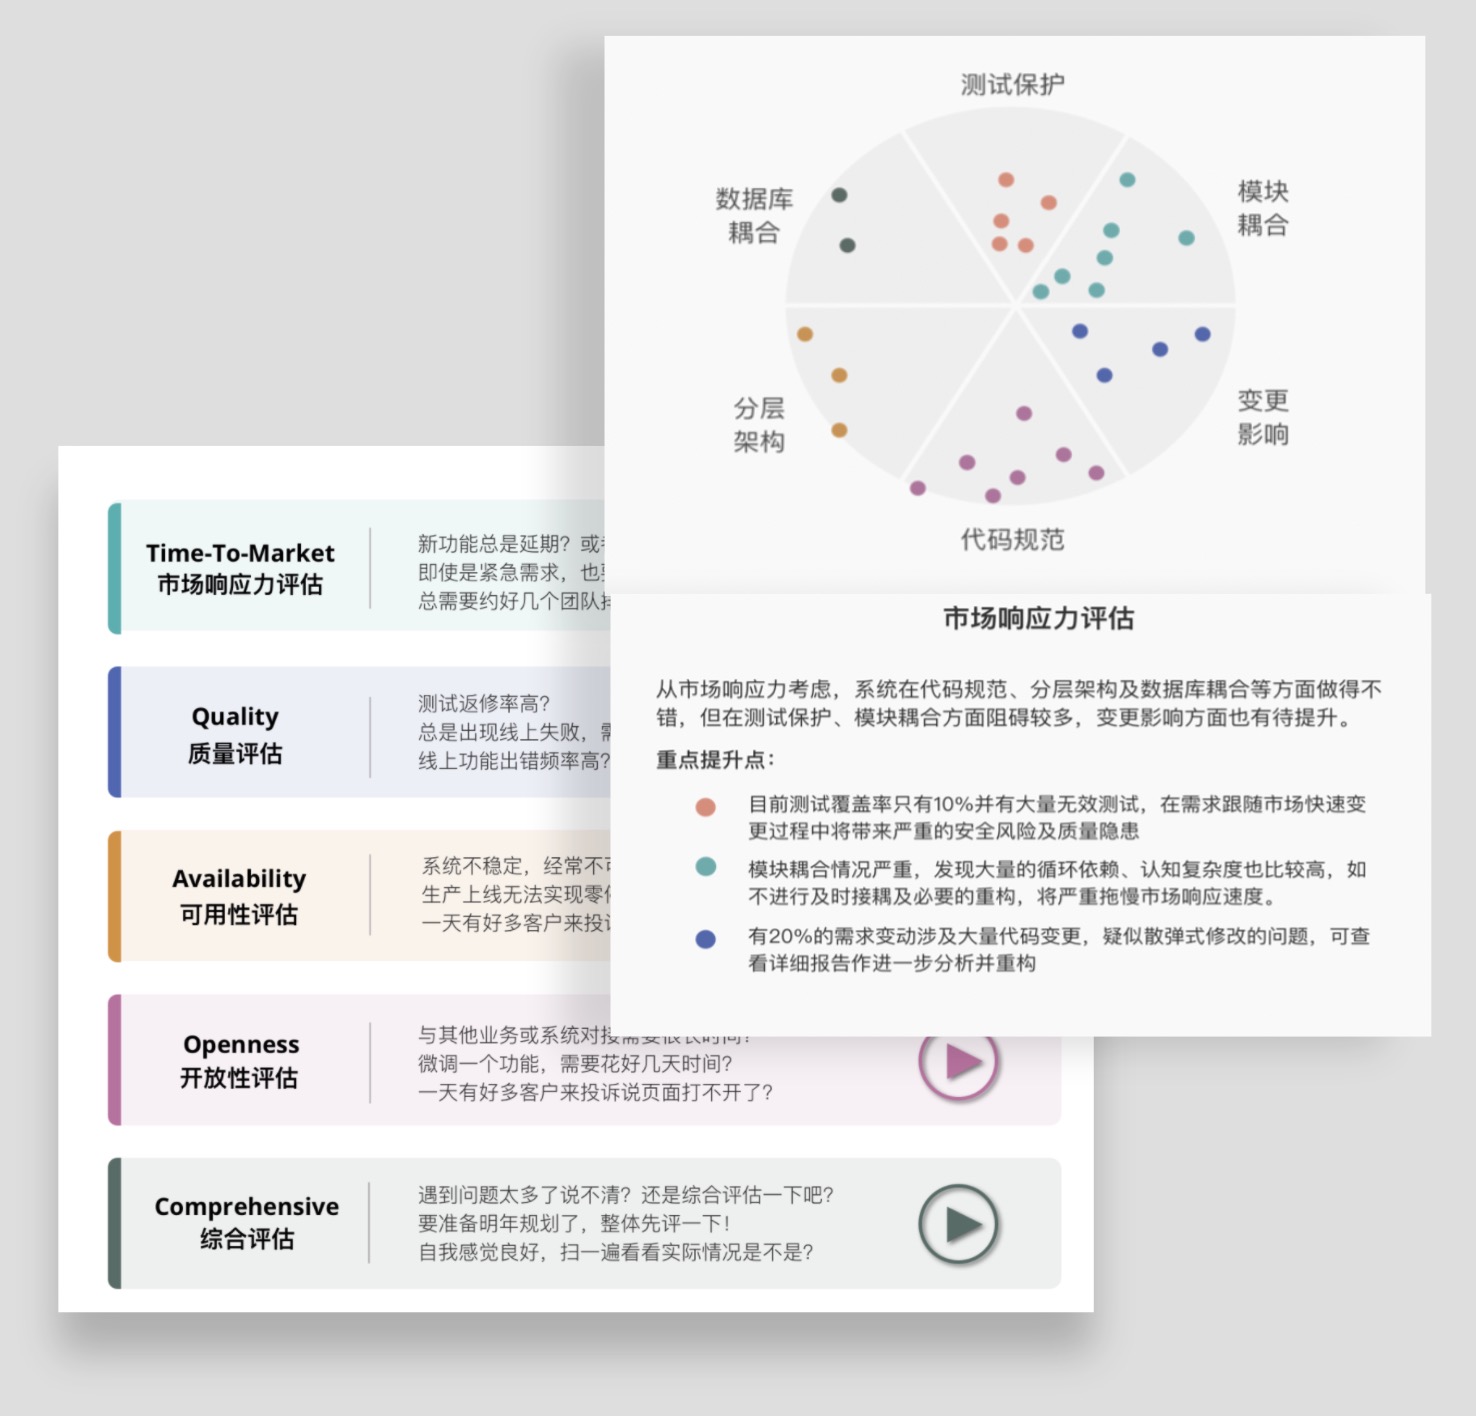 测试保护
数据库
耦合
模块
耦合
分层
架构
变更
影响
代码规范
市场响应力评估
从市场响应力考虑，系统在代码规范、分层架构及数据库耦合等方面做得不
错，但在测试保护、模块耦合方面阻碍较多，变更影响方面也有待提升。
重点提升点：
目前测试覆盖率只有10%并有大量无效测试，在需求跟随市场快速变
更过程中将带来严重的安全风险及质量隐患
模块耦合情况严重，发现大量的循环依赖、认知复杂度也比较高，如
不进行及时接耦及必要的重构，将严重拖慢市场响应速度。
有20%的需求变动涉及大量代码变更，疑似散弹式修改的问题，可查
看详细报告作进一步分析并重构
Time-To-Market
市场响应力评估
新功能总是延期？或
即使是紧急需求，也
总需要约好几个团队
Quality
质量评估
测试返修率高？
总是出现线上失败，
线上功能出错频率高？
Availability
可用性评估
系统不稳定，经常不
生产上线无法实现零
一天有好多客户来投
Openness
开放性评估
与其他业务或系统对接需要很长时间？
微调一个功能，需要花好几天时间？
一天有好多客户来投诉说页面打不开了？
Comprehensive
综合评估
遇到问题太多了说不清？还是综合评估一下吧？
要准备明年规划了，整体先评一下！
自我感觉良好，扫一遍看看实际情况是不是？